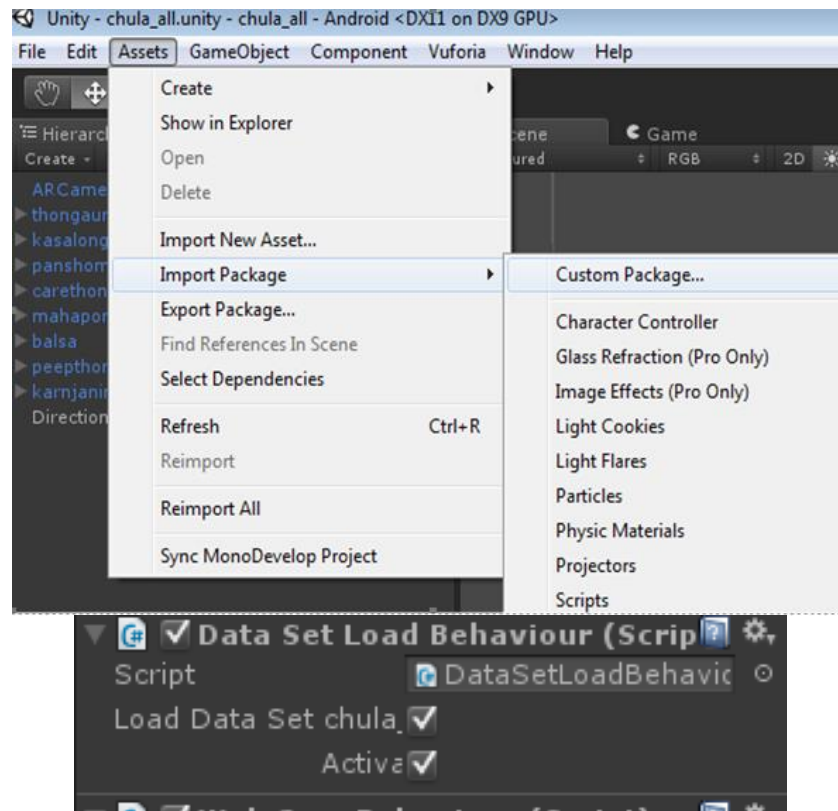 Unity - chula_all.unity - chula_all - Android <DX11 on DX9 GPU>
File Edit Assets GameObject Component Vuforia Window Help
Create
Show in Explorer
Open
Delete
Import New Asset...
Import Package
Export Package...
Find References In Scene
Select Dependencies
Refresh Ctrl+R
Reimport
Reimport All
Sync MonoDevelop Project
Custom Package...
Character Controller
Glass Refraction (Pro Only)
Image Effects (Pro Only)
Light Cookies
Light Flares
Particles
Physic Materials
Projectors
Scripts
Hierarc
Create
ARCame
thongaur
kasalong
panshom
carethon
mahapor
balsa
peepthor
karnjanir
Direction
cene Game
ured RGB 2D
Data Set Load Behaviour (Scrip
Script DataSetLoadBehavic
Load Data Set chula_
Activa